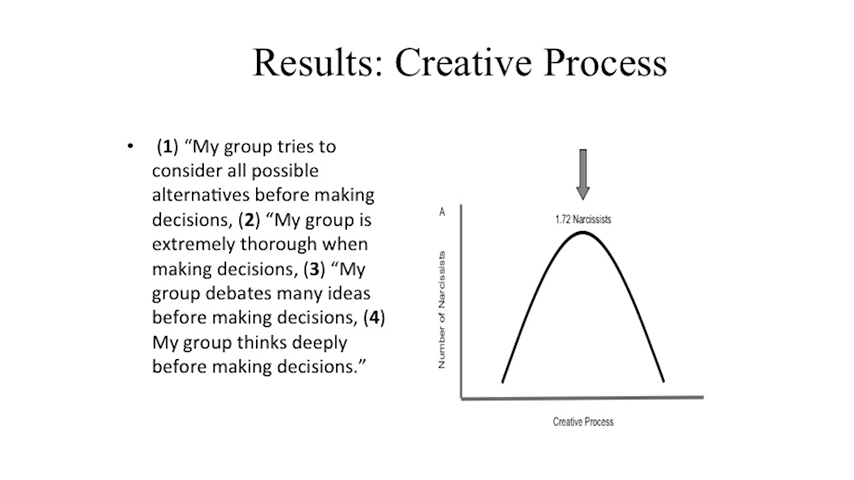 Results: Creative Process
• (1) “My group tries to
consider all possible
alternatives before making
decisions, (2) “My group is
extremely thorough when
making decisions, (3) “My
group debates many ideas
before making decisions, (4)
My group thinks deeply
before making decisions.”
A
1.72 Narcissists
Number of Narcissists
Creative Process